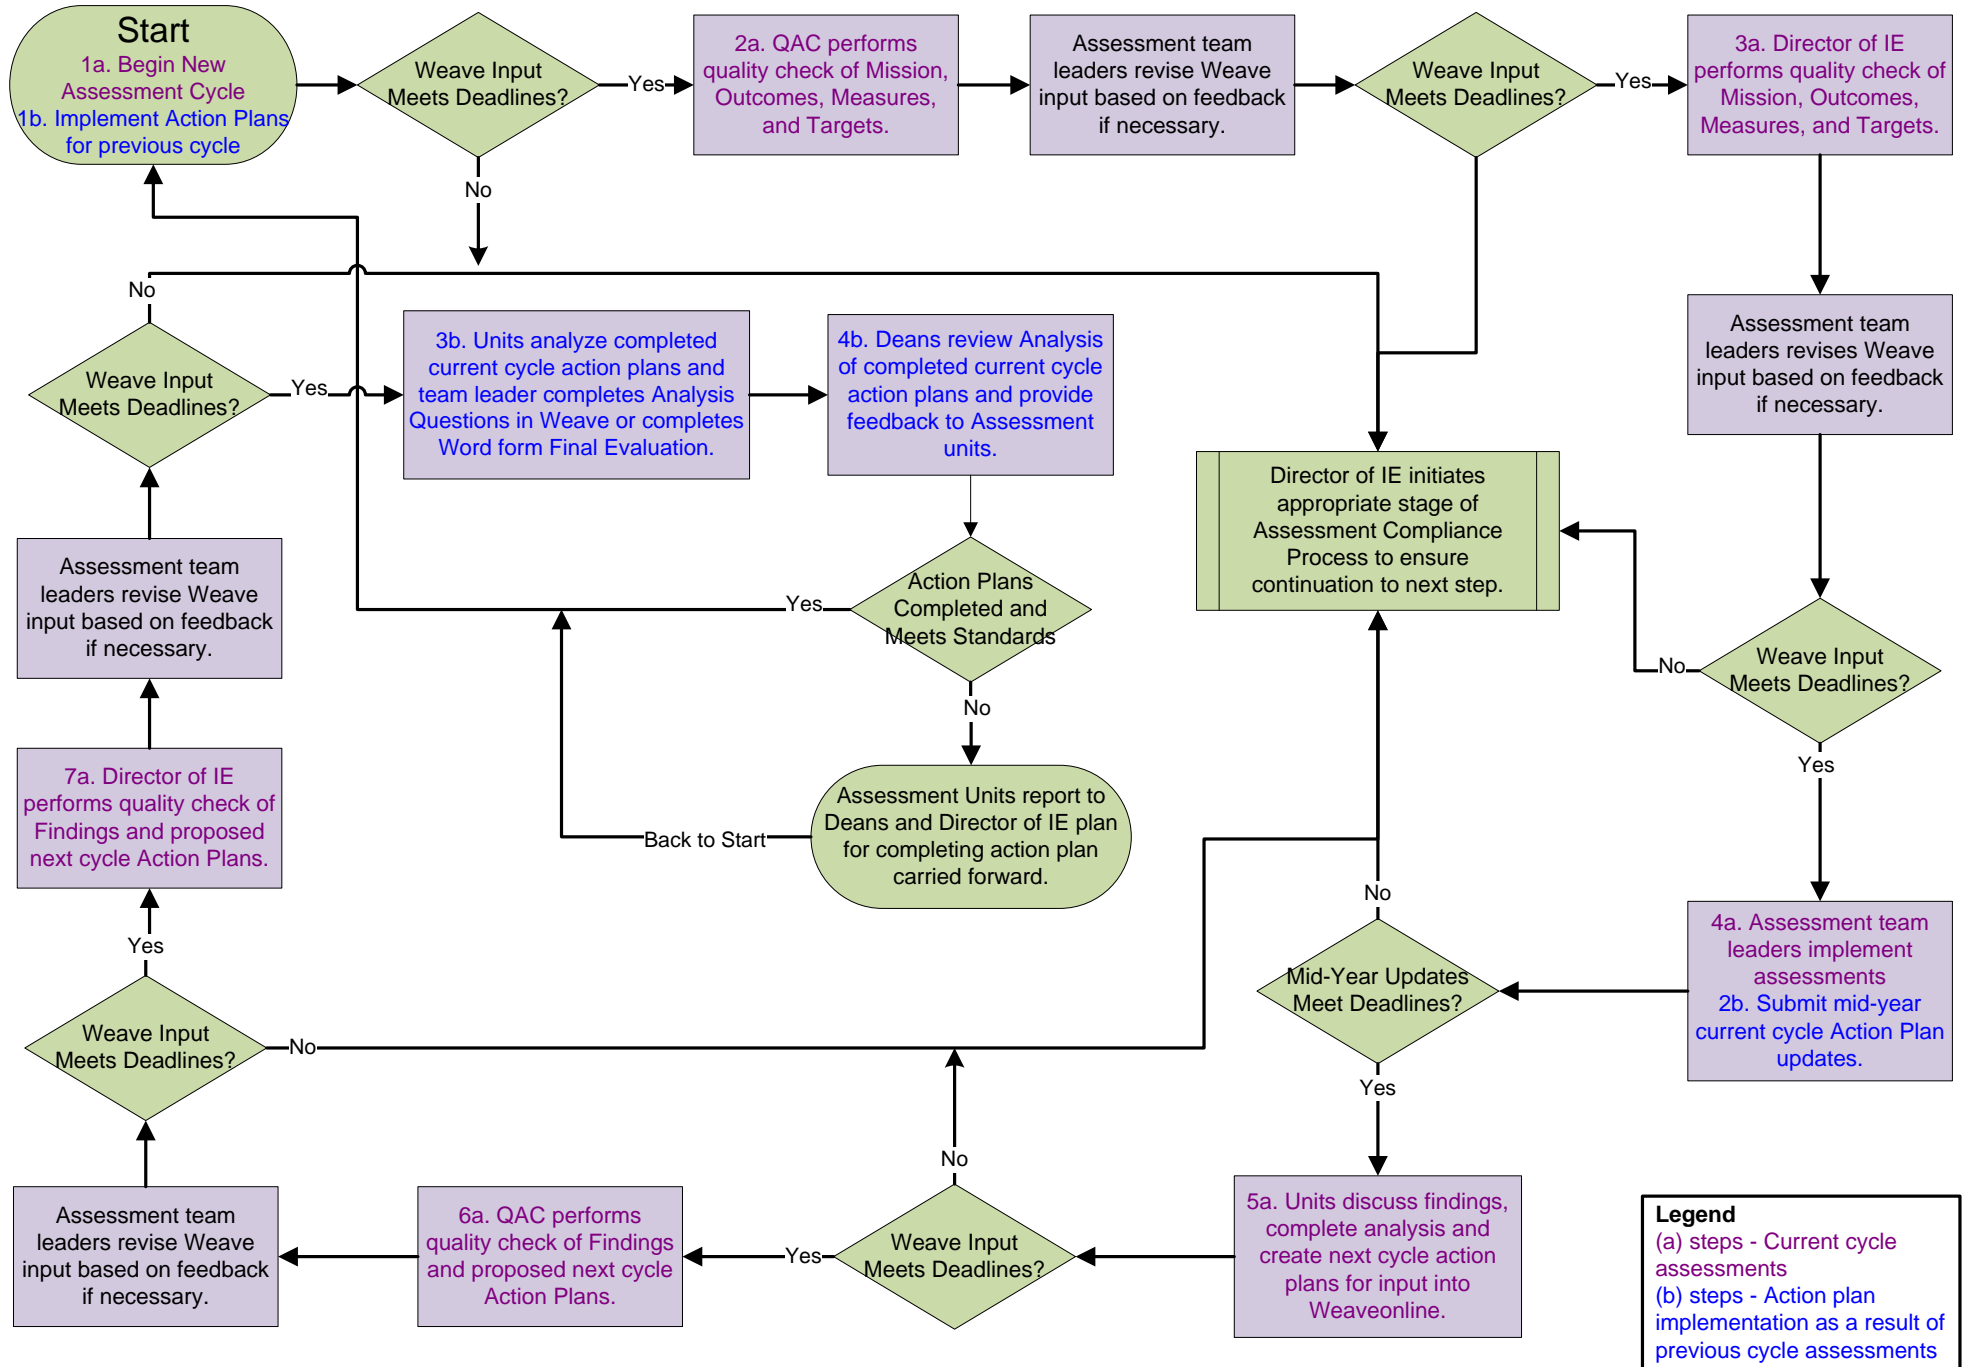 Start
1a. Begin New
Assessment Cycle
1b. Implement Action Plans
for previous cycle
Weave Input
Meets Deadlines?
Yes
No
2a. QAC performs
quality check of Mission,
Outcomes, Measures,
and Targets.
Assessment team
leaders revise Weave
input based on feedback
if necessary.
Weave Input
Meets Deadlines?
Yes
3a. Director of IE
performs quality check of
Mission, Outcomes,
Measures, and Targets.
Assessment team
leaders revises Weave
input based on feedback
if necessary.
Weave Input
Meets Deadlines?
No
Yes
Director of IE initiates
appropriate stage of
Assessment Compliance
Process to ensure
continuation to next step.
4a. Assessment team
leaders implement
assessments
2b. Submit mid-year
current cycle Action Plan
updates.
Mid-Year Updates
Meet Deadlines?
No
Yes
5a. Units discuss findings,
complete analysis and
create next cycle action
plans for input into
Weaveonline.
Weave Input
Meets Deadlines?
No
Yes
6a. QAC performs
quality check of Findings
and proposed next cycle
Action Plans.
Assessment team
leaders revise Weave
input based on feedback
if necessary.
Weave Input
Meets Deadlines?
No
Yes
7a. Director of IE
performs quality check of
Findings and proposed
next cycle Action Plans.
Assessment team
leaders revise Weave
input based on feedback
if necessary.
Weave Input
Meets Deadlines?
No
Yes
3b. Units analyze completed
current cycle action plans and
team leader completes Analysis
Questions in Weave or completes
Word form Final Evaluation.
4b. Deans review Analysis
of completed current cycle
action plans and provide
feedback to Assessment
units.
Action Plans
Completed and
Meets Standards
Yes
No
Assessment Units report to
Deans and Director of IE plan
for completing action plan
carried forward.
Back to Start
Legend
(a) steps - Current cycle
assessments
(b) steps - Action plan
implementation as a result of
previous cycle assessments